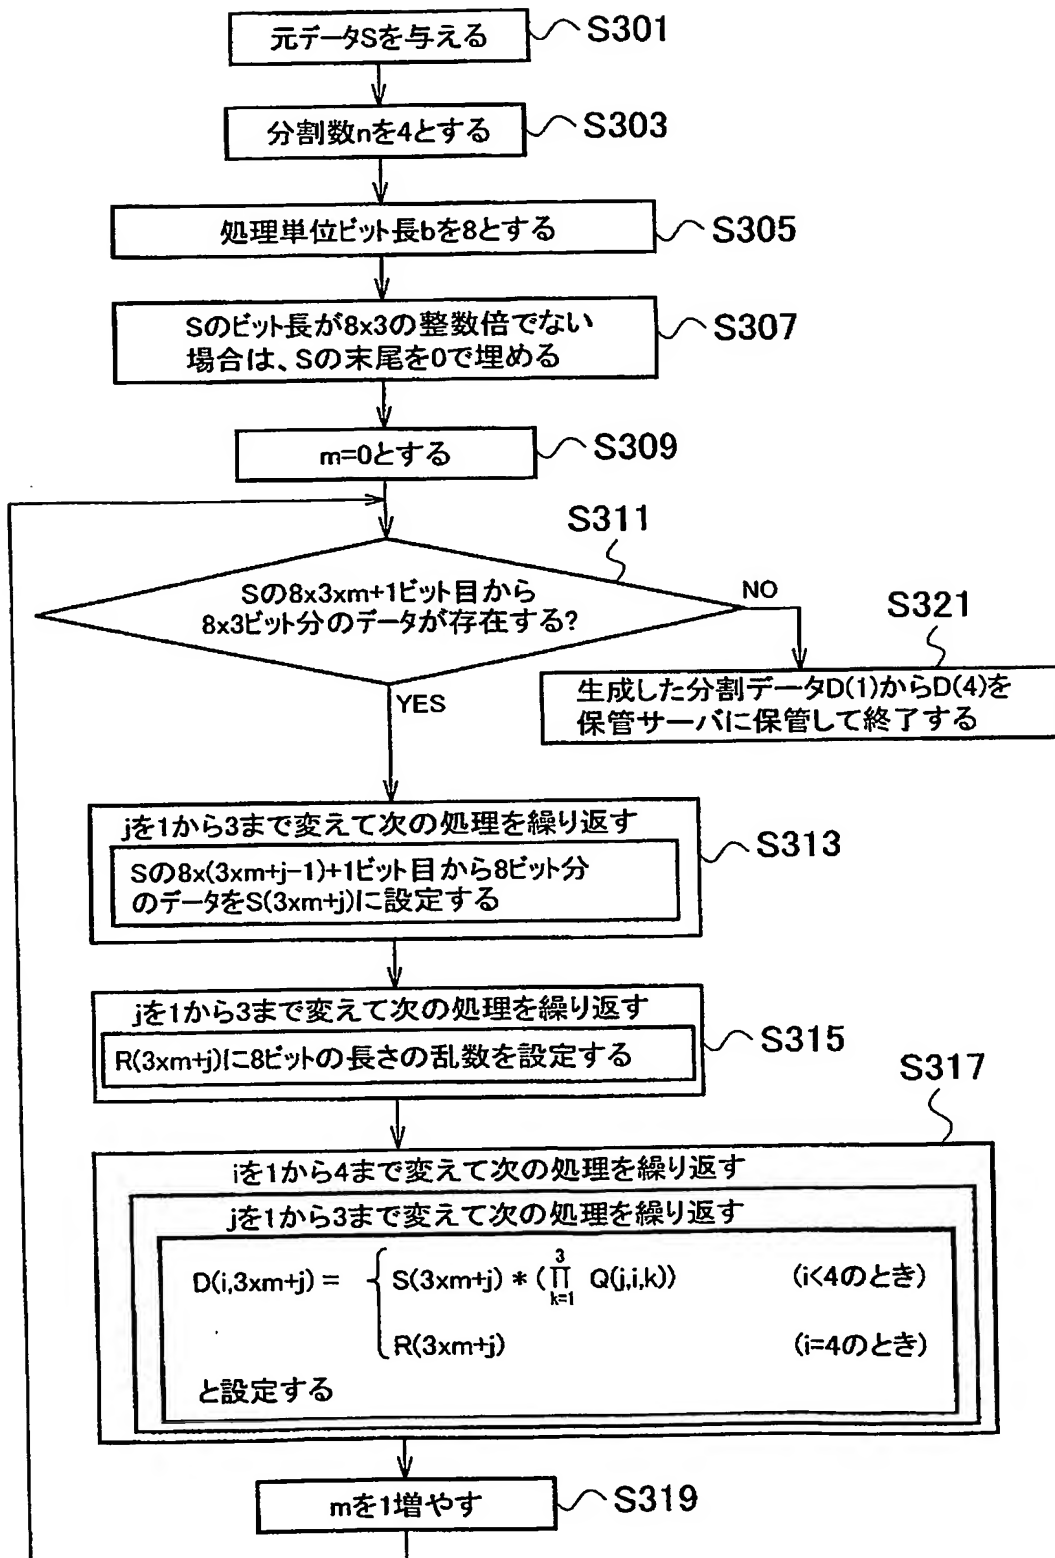 元データSを与える
S301
分割数nを4とする
S303
処理単位ビット長bを8とする
S305
Sのビット長が8x3の整数倍でない
場合は、Sの末尾を0で埋める
S307
m=0とする
S309
S311
Sの8x3xm+1ビット目から
8x3ビット分のデータが存在する?
NO
YES
S321
生成した分割データD(1)からD(4)を
保管サーバに保管して終了する
jを1から3まで変えて次の処理を繰り返す
Sの8x(3xm+j-1)+1ビット目から8ビット分
のデータをS(3xm+j)に設定する
S313
jを1から3まで変えて次の処理を繰り返す
R(3xm+j)に8ビットの長さの乱数を設定する
S315
S317
iを1から4まで変えて次の処理を繰り返す
jを1から3まで変えて次の処理を繰り返す
D(i,3xm+j) = { S(3xm+j) * (∏ k=1 3 Q(j,i,k)) (i<4のとき)
R(3xm+j) (i=4のとき)
と設定する
mを1増やす
S319